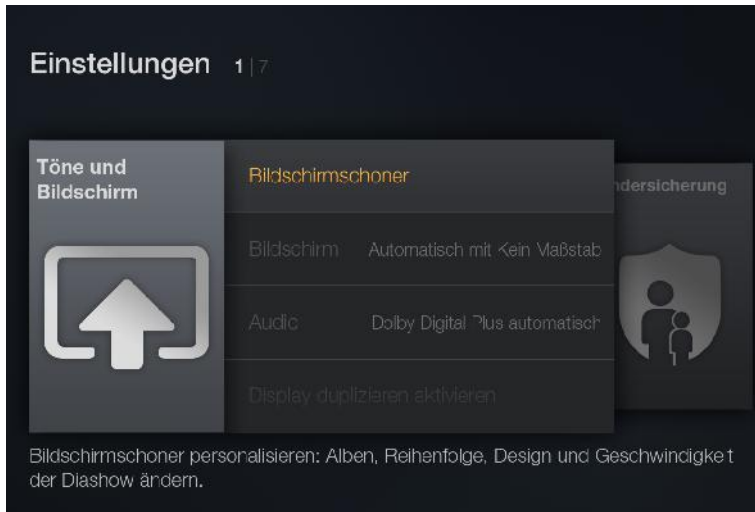 Einstellungen 1|7
Töne und
Bildschirm
Bildschirmschoner
Bildschirm Automatisch mit Kein Maßstab
Audio Dolby Digital Plus automatisch
Display duplizieren aktivieren
ndersicherung
Bildschirmschoner personalisieren: Alben, Reihenfolge, Design und Geschwindigkeit
der Diashow ändern.